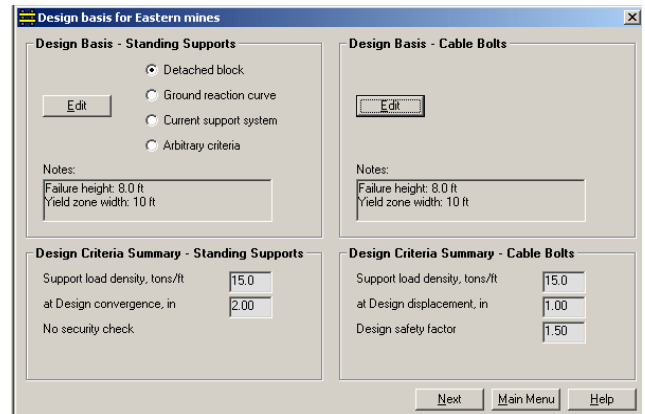 Design basis for Eastern mines
Design Basis - Standing Supports
Detached block
Ground reaction curve
Edit
Current support system
Arbitrary criteria
Notes:
Failure height: 8.0 ft
Yield zone width: 10 ft
Design Basis - Cable Bolts
Edit
Notes:
Failure height: 8.0 ft
Yield zone width: 10 ft
Design Criteria Summary - Standing Supports
Support load density, tons/ft 15.0
at Design convergence, in 2.00
No security check
Design Criteria Summary - Cable Bolts
Support load density, tons/ft 15.0
at Design displacement, in 1.00
Design safety factor 1.50
Next Main Menu Help